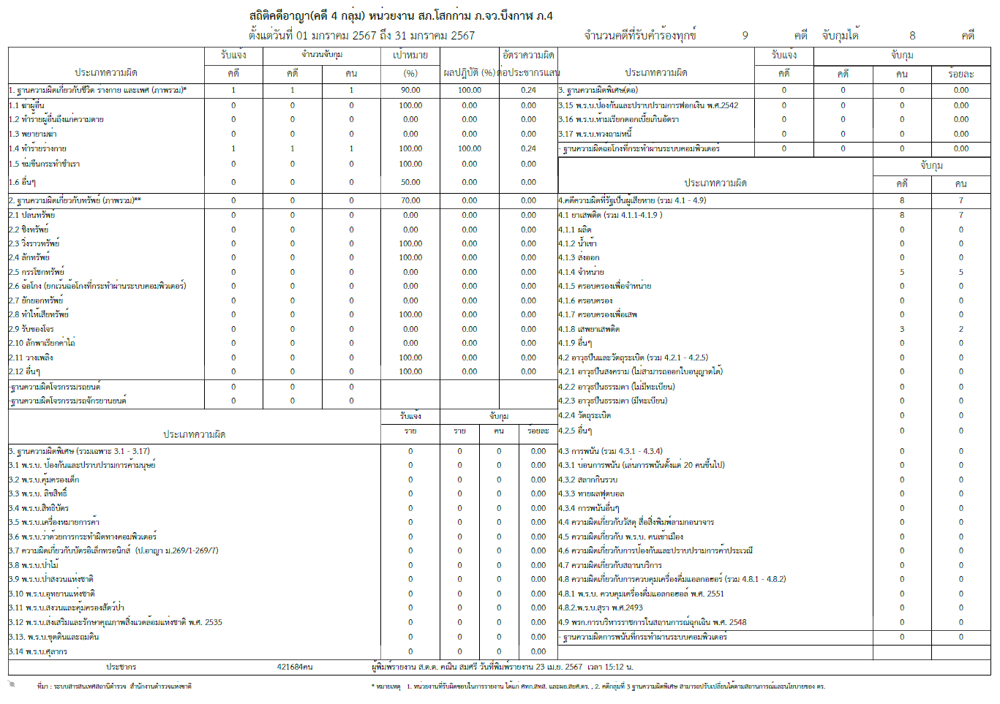 สถิติคดีอาญา(คดี 4 กลุ่ม) หน่วยงาน สภ.โสกก่าม ภ.จว.บึงกาฬ ภ.4
ตั้งแต่วันที่ 01 มกราคม 2567 ถึง 31 มกราคม 2567 จำนวนคดีที่รับคำร้องทุกข์ 9 คดี จับกุมได้ 8 คดี
ประเภทความผิด รับแจ้ง จำนวนจับกุม เป้าหมาย ผลปฏิบัติ (%) อัตราความผิด
คดี คดี คน (%) ต่อประชากรแสน
1. ฐานความผิดเกี่ยวกับชีวิต ร่างกาย และเพศ (ภาพรวม)* 1 1 1 90.00 100.00 0.24
1.1 ฆ่าผู้อื่น 0 0 0 100.00 0.00 0.00
1.2 ทำร้ายผู้อื่นถึงแก่ความตาย 0 0 0 0.00 0.00 0.00
1.3 พยายามฆ่า 0 0 0 0.00 0.00 0.00
1.4 ทำร้ายร่างกาย 1 1 1 100.00 100.00 0.24
1.5 ข่มขืนกระทำชำเรา 0 0 0 100.00 0.00 0.00
1.6 อื่นๆ 0 0 0 50.00 0.00 0.00
2. ฐานความผิดเกี่ยวกับทรัพย์ (ภาพรวม)** 0 0 0 70.00 0.00 0.00
2.1 ปล้นทรัพย์ 0 0 0 0.00 0.00 0.00
2.2 ชิงทรัพย์ 0 0 0 0.00 0.00 0.00
2.3 วิ่งราวทรัพย์ 0 0 0 100.00 0.00 0.00
2.4 ลักทรัพย์ 0 0 0 100.00 0.00 0.00
2.5 กรรโชกทรัพย์ 0 0 0 0.00 0.00 0.00
2.6 ฉ้อโกง (ยกเว้นฉ้อโกงที่กระทำผ่านระบบคอมพิวเตอร์) 0 0 0 0.00 0.00 0.00
2.7 ยักยอกทรัพย์ 0 0 0 0.00 0.00 0.00
2.8 ทำให้เสียทรัพย์ 0 0 0 100.00 0.00 0.00
2.9 รับของโจร 0 0 0 0.00 0.00 0.00
2.10 ลักพาเรียกค่าไถ่ 0 0 0 0.00 0.00 0.00
2.11 วางเพลิง 0 0 0 100.00 0.00 0.00
2.12 อื่นๆ 0 0 0 100.00 0.00 0.00
-ฐานความผิดโจรกรรมรถยนต์ 0 0 0
-ฐานความผิดโจรกรรมรถจักรยานยนต์ 0 0 0
ประเภทความผิด รับแจ้ง จับกุม
ราย ราย คน ร้อยละ
3. ฐานความผิดพิเศษ (รวมเฉพาะ 3.1 - 3.17) 0 0 0 0.00
3.1 พ.ร.บ. ป้องกันและปราบปรามการค้ามนุษย์ 0 0 0 0.00
3.2 พ.ร.บ.คุ้มครองเด็ก 0 0 0 0.00
3.3 พ.ร.บ. ลิขสิทธิ์ 0 0 0 0.00
3.4 พ.ร.บ.สิทธิบัตร 0 0 0 0.00
3.5 พ.ร.บ.เครื่องหมายการค้า 0 0 0 0.00
3.6 พ.ร.บ.ว่าด้วยการกระทำผิดทางคอมพิวเตอร์ 0 0 0 0.00
3.7 ความผิดเกี่ยวกับบัตรอิเล็กทรอนิกส์ (ป.อาญา ม.269/1-269/7) 0 0 0 0.00
3.8 พ.ร.บ.ป่าไม้ 0 0 0 0.00
3.9 พ.ร.บ.ป่าสงวนแห่งชาติ 0 0 0 0.00
3.10 พ.ร.บ.อุทยานแห่งชาติ 0 0 0 0.00
3.11 พ.ร.บ.สงวนและคุ้มครองสัตว์ป่า 0 0 0 0.00
3.12 พ.ร.บ.ส่งเสริมและรักษาคุณภาพสิ่งแวดล้อมแห่งชาติ พ.ศ. 2535 0 0 0 0.00
3.13. พ.ร.บ.ขุดดินและถมดิน 0 0 0 0.00
3.14 พ.ร.บ.ศุลากร 0 0 0 0.00
ประเภทความผิด รับแจ้ง จับกุม
คดี คดี คน ร้อยละ
3. ฐานความผิดพิเศษ(ต่อ) 0 0 0 0.00
3.15 พ.ร.บ.ป้องกันและปราบปรามการฟอกเงิน พ.ศ.2542 0 0 0 0.00
3.16 พ.ร.บ.ห้ามเรียกดอกเบี้ยเกินอัตรา 0 0 0 0.00
3.17 พ.ร.บ.ทวงถามหนี้ 0 0 0 0.00
- ฐานความผิดฉ้อโกงที่กระทำผ่านระบบคอมพิวเตอร์ 0 0 0 0.00
ประเภทความผิด จับกุม
คดี คน
4.คดีความผิดที่รัฐเป็นผู้เสียหาย (รวม 4.1 - 4.9) 8 7
4.1 ยาเสพติด (รวม 4.1.1-4.1.9 ) 8 7
4.1.1 ผลิต 0 0
4.1.2 น้ำเข้า 0 0
4.1.3 ส่งออก 0 0
4.1.4 จำหน่าย 5 5
4.1.5 ครอบครองเพื่อจำหน่าย 0 0
4.1.6 ครอบครอง 0 0
4.1.7 ครอบครองเพื่อเสพ 0 0
4.1.8 เสพยาเสพติด 3 2
4.1.9 อื่นๆ 0 0
4.2 อาวุธปืนและวัตถุระเบิด (รวม 4.2.1 - 4.2.5) 0 0
4.2.1 อาวุธปืนสงคราม (ไม่สามารถออกใบอนุญาตได้) 0 0
4.2.2 อาวุธปืนธรรมดา (ไม่มีทะเบียน) 0 0
4.2.3 อาวุธปืนธรรมดา (มีทะเบียน) 0 0
4.2.4 วัตถุระเบิด 0 0
4.2.5 อื่นๆ 0 0
4.3 การพนัน (รวม 4.3.1 - 4.3.4) 0 0
4.3.1 บ่อนการพนัน (เล่นการพนันตั้งแต่ 20 คนขึ้นไป) 0 0
4.3.2 สลากกินรวบ 0 0
4.3.3 ทายผลฟุตบอล 0 0
4.3.4 การพนันอื่นๆ 0 0
4.4 ความผิดเกี่ยวกับวัสดุ สื่อสิ่งพิมพ์ลามกอนาจาร 0 0
4.5 ความผิดเกี่ยวกับ พ.ร.บ. คนเข้าเมือง 0 0
4.6 ความผิดเกี่ยวกับการป้องกันและปราบปรามการค้าประเวณี 0 0
4.7 ความผิดเกี่ยวกับสถานบริการ 0 0
4.8 ความผิดเกี่ยวกับการควบคุมเครื่องดื่มแอลกอฮอร์ (รวม 4.8.1 - 4.8.2) 0 0
4.8.1 พ.ร.บ. ควบคุมเครื่องดื่มแอลกอฮอล์ พ.ศ. 2551 0 0
4.8.2.พ.ร.บ.สุรา พ.ศ.2493 0 0
4.9 พรก.การบริหารราชการในสถานการณ์ฉุกเฉิน พ.ศ. 2548 0 0
- ฐานความผิดการพนันที่กระทำผ่านระบบคอมพิวเตอร์ 0 0
ประชากร 421684คน ผู้พิมพ์รายงาน ส.ต.ต. คณิน สมศรี วันที่พิมพ์รายงาน 23 เม.ย. 2567 เวลา 15:12 น.
ที่มา : ระบบสารสนเทศสถานีตำรวจ สำนักงานตำรวจแห่งชาติ * หมายเหตุ 1. หน่วยงานที่รับผิดชอบในการรายงาน ได้แก่ ศทก.สทส. และผอ.สยศ.ตร. , 2. คดีกลุ่มที่ 3 ฐานความผิดพิเศษ สามารถปรับเปลี่ยนได้ตามสถานการณ์และนโยบายของ ตร.